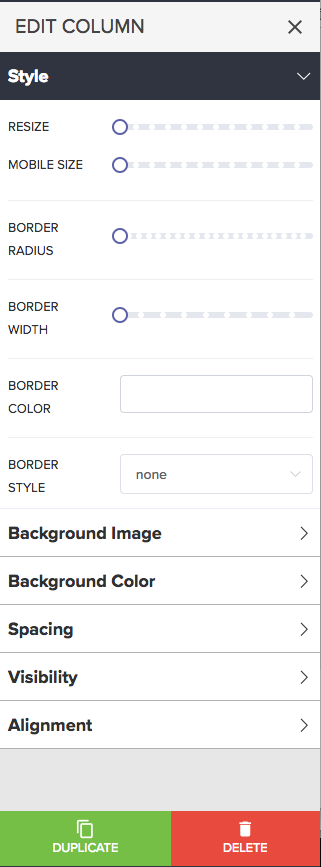 EDIT COLUMN
Style
RESIZE
MOBILE SIZE
BORDER
RADIUS
BORDER
WIDTH
BORDER
COLOR
BORDER
STYLE
none
Background Image
Background Color
Spacing
Visibility
Alignment
DUPLICATE
DELETE